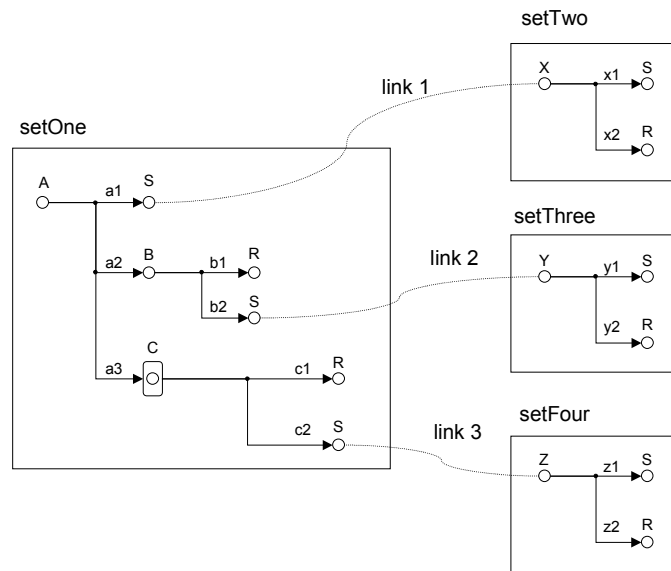 setTwo
X
x1
S
x2
R
link 1
setOne
A
a1
S
a2
B
b1
R
b2
S
C
a3
c1
R
c2
S
setThree
link 2
Y
y1
S
y2
R
setFour
link 3
Z
z1
S
z2
R